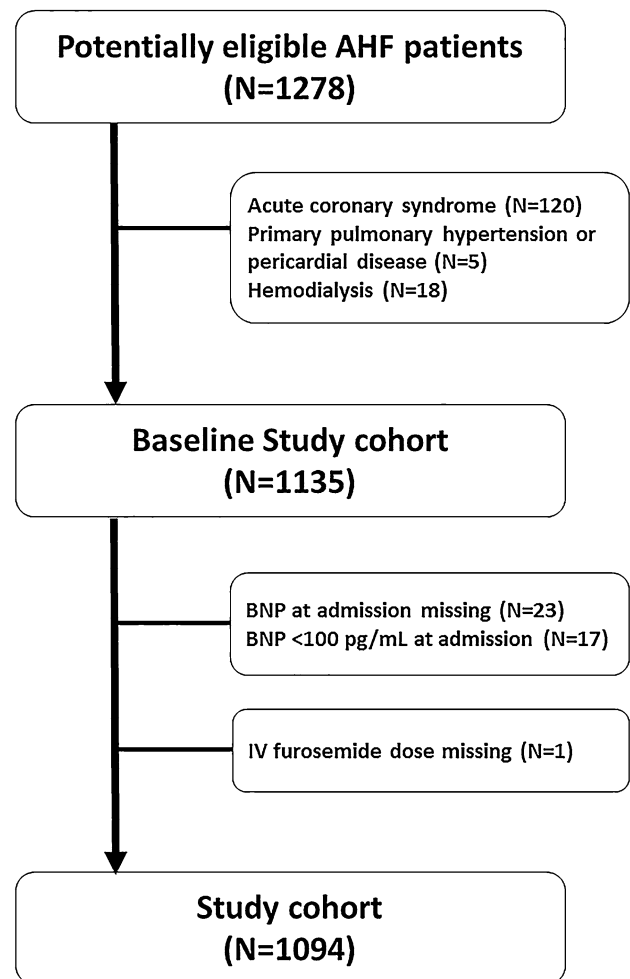 Potentially eligible AHF patients
(N=1278)
Acute coronary syndrome (N=120)
Primary pulmonary hypertension or
pericardial disease (N=5)
Hemodialysis (N=18)
Baseline Study cohort
(N=1135)
BNP at admission missing (N=23)
BNP <100 pg/mL at admission (N=17)
IV furosemide dose missing (N=1)
Study cohort
(N=1094)